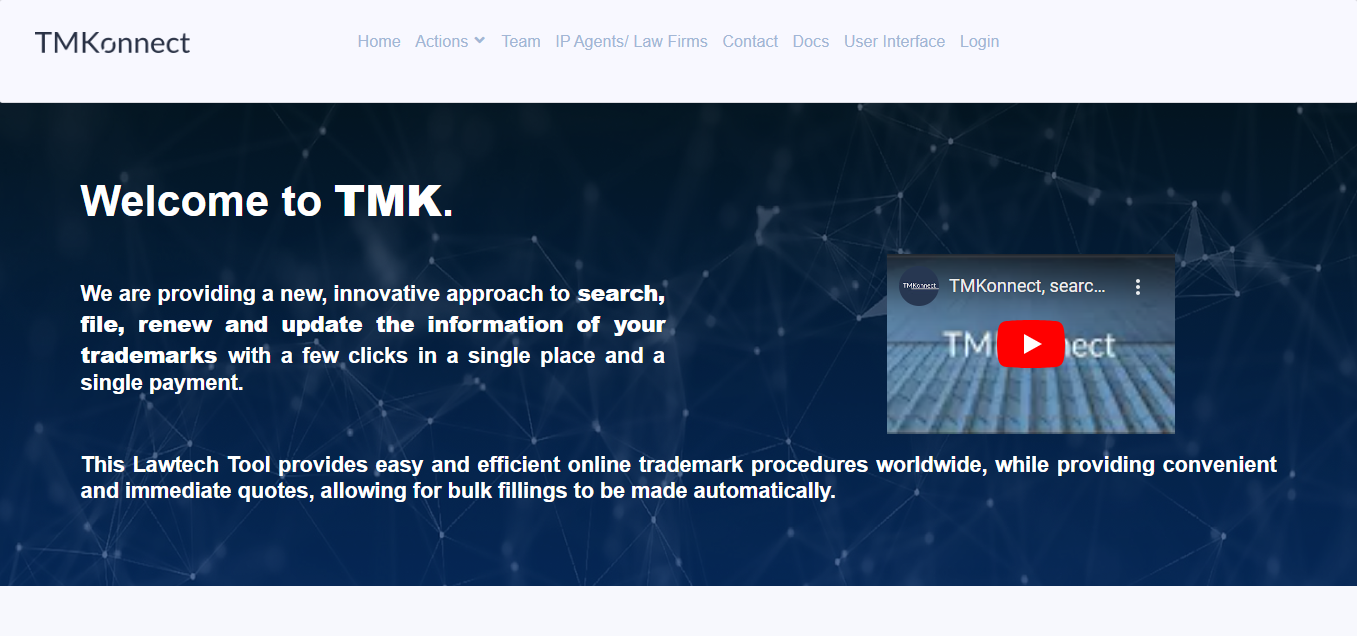 TMKonnect
Home Actions Team IP Agents/ Law Firms Contact Docs User Interface Login
Welcome to TMK.
We are providing a new, innovative approach to search,
file, renew and update the information of your
trademarks with a few clicks in a single place and a
single payment.
TMKonnect
TMKonnect, searc...
TM
ect
This Lawtech Tool provides easy and efficient online trademark procedures worldwide, while providing convenient
and immediate quotes, allowing for bulk fillings to be made automatically.